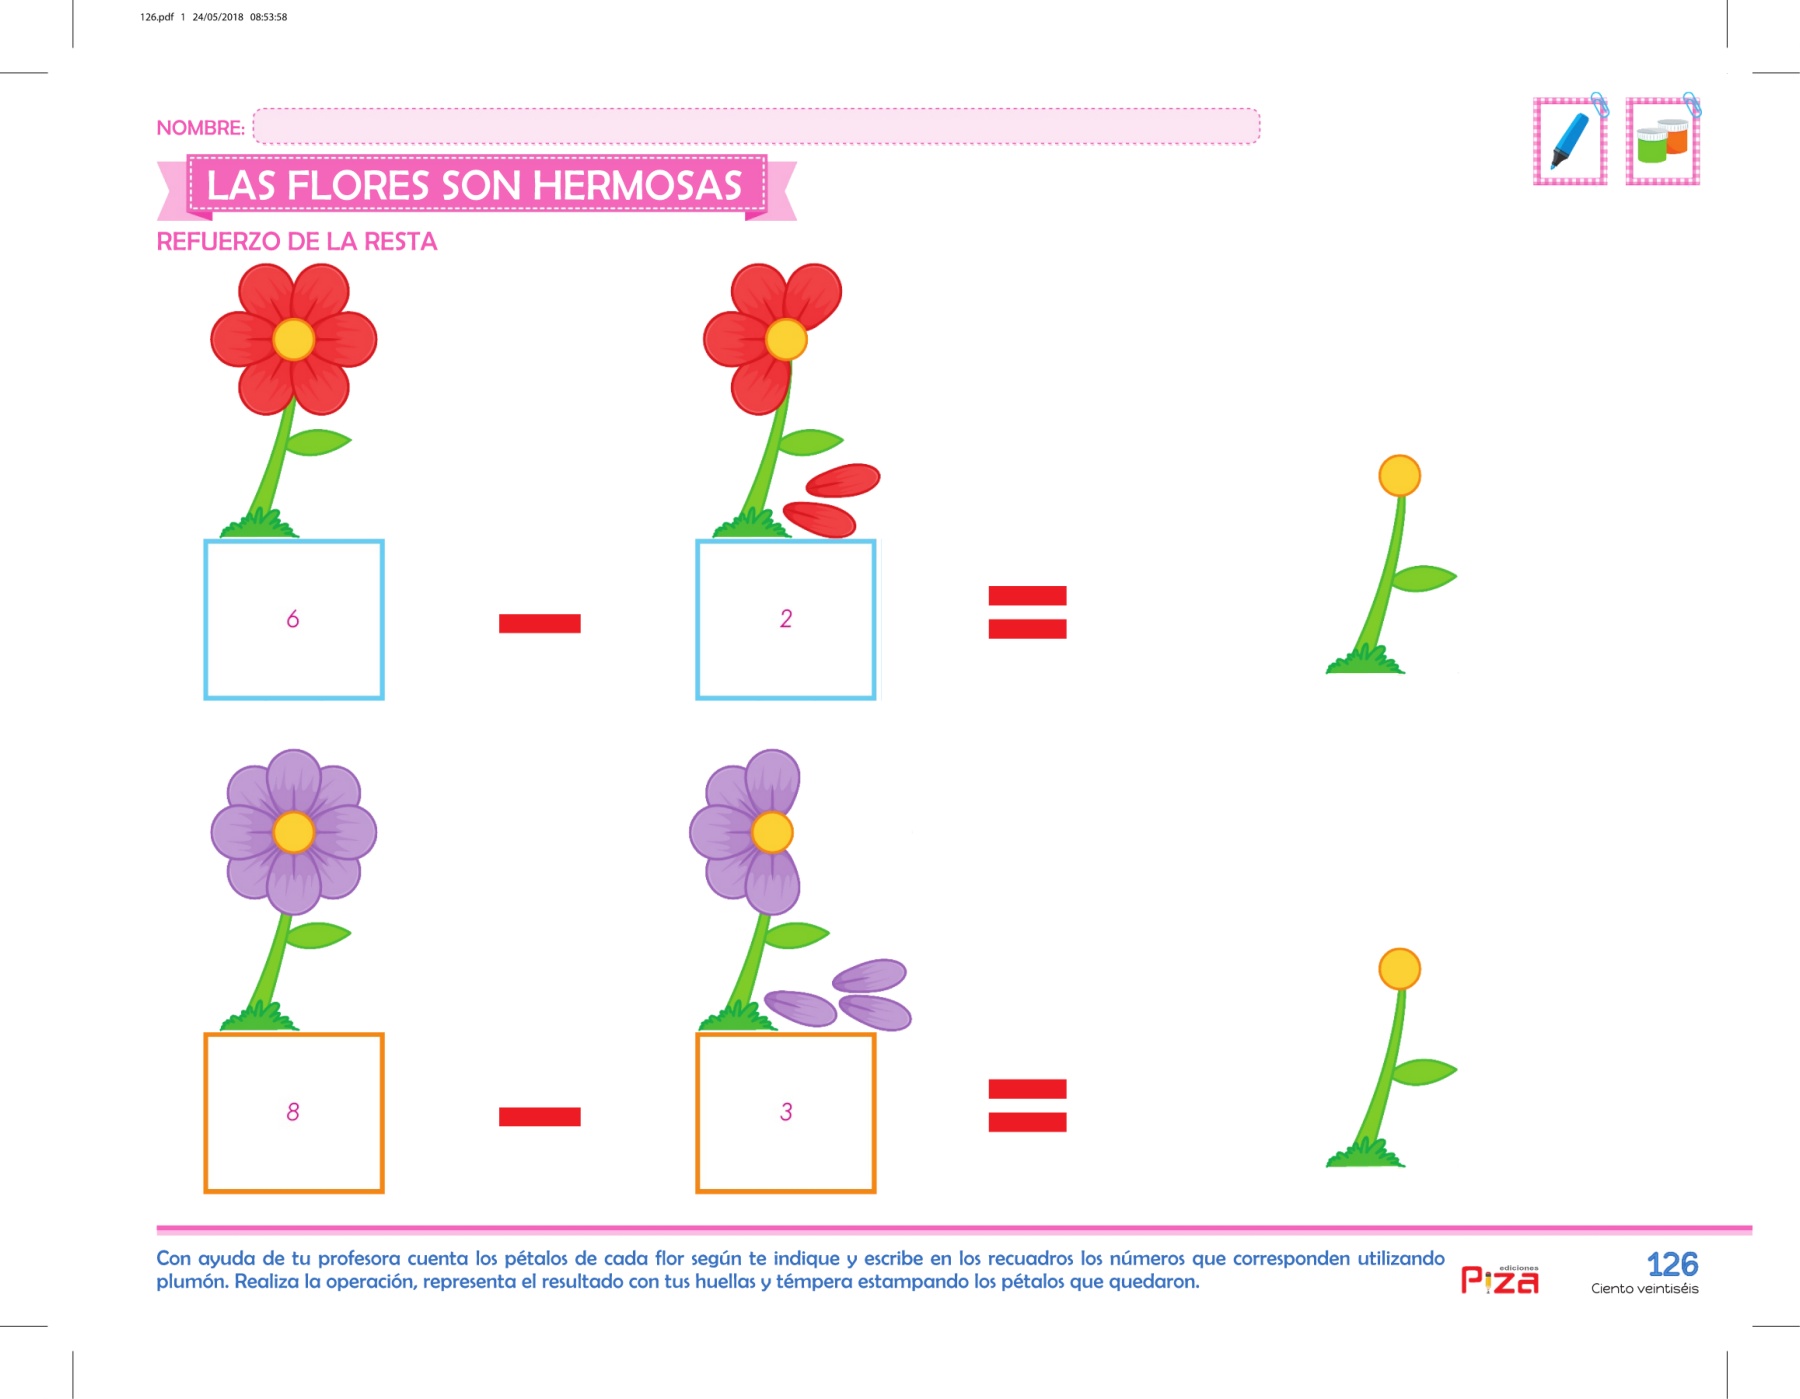 126.pdf 1 24/05/2018 08:53:58
NOMBRE:
LAS FLORES SON HERMOSAS
REFUERZO DE LA RESTA
6
2
8
3
Con ayuda de tu profesora cuenta los pétalos de cada flor según te indique y escribe en los recuadros los números que corresponden utilizando
plumón. Realiza la operación, representa el resultado con tus huellas y témpera estampando los pétalos que quedaron.
ediciones
Piza
126
Ciento veintiséis